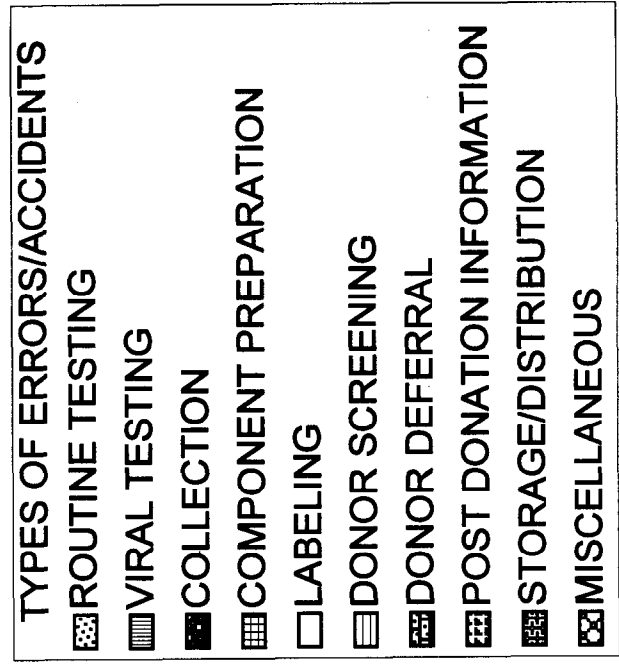 TYPES OF ERRORS/ACCIDENTS
ROUTINE TESTING
VIRAL TESTING
COLLECTION
COMPONENT PREPARATION
LABELING
DONOR SCREENING
DONOR DEFERRAL
POST DONATION INFORMATION
STORAGE/DISTRIBUTION
MISCELLANEOUS